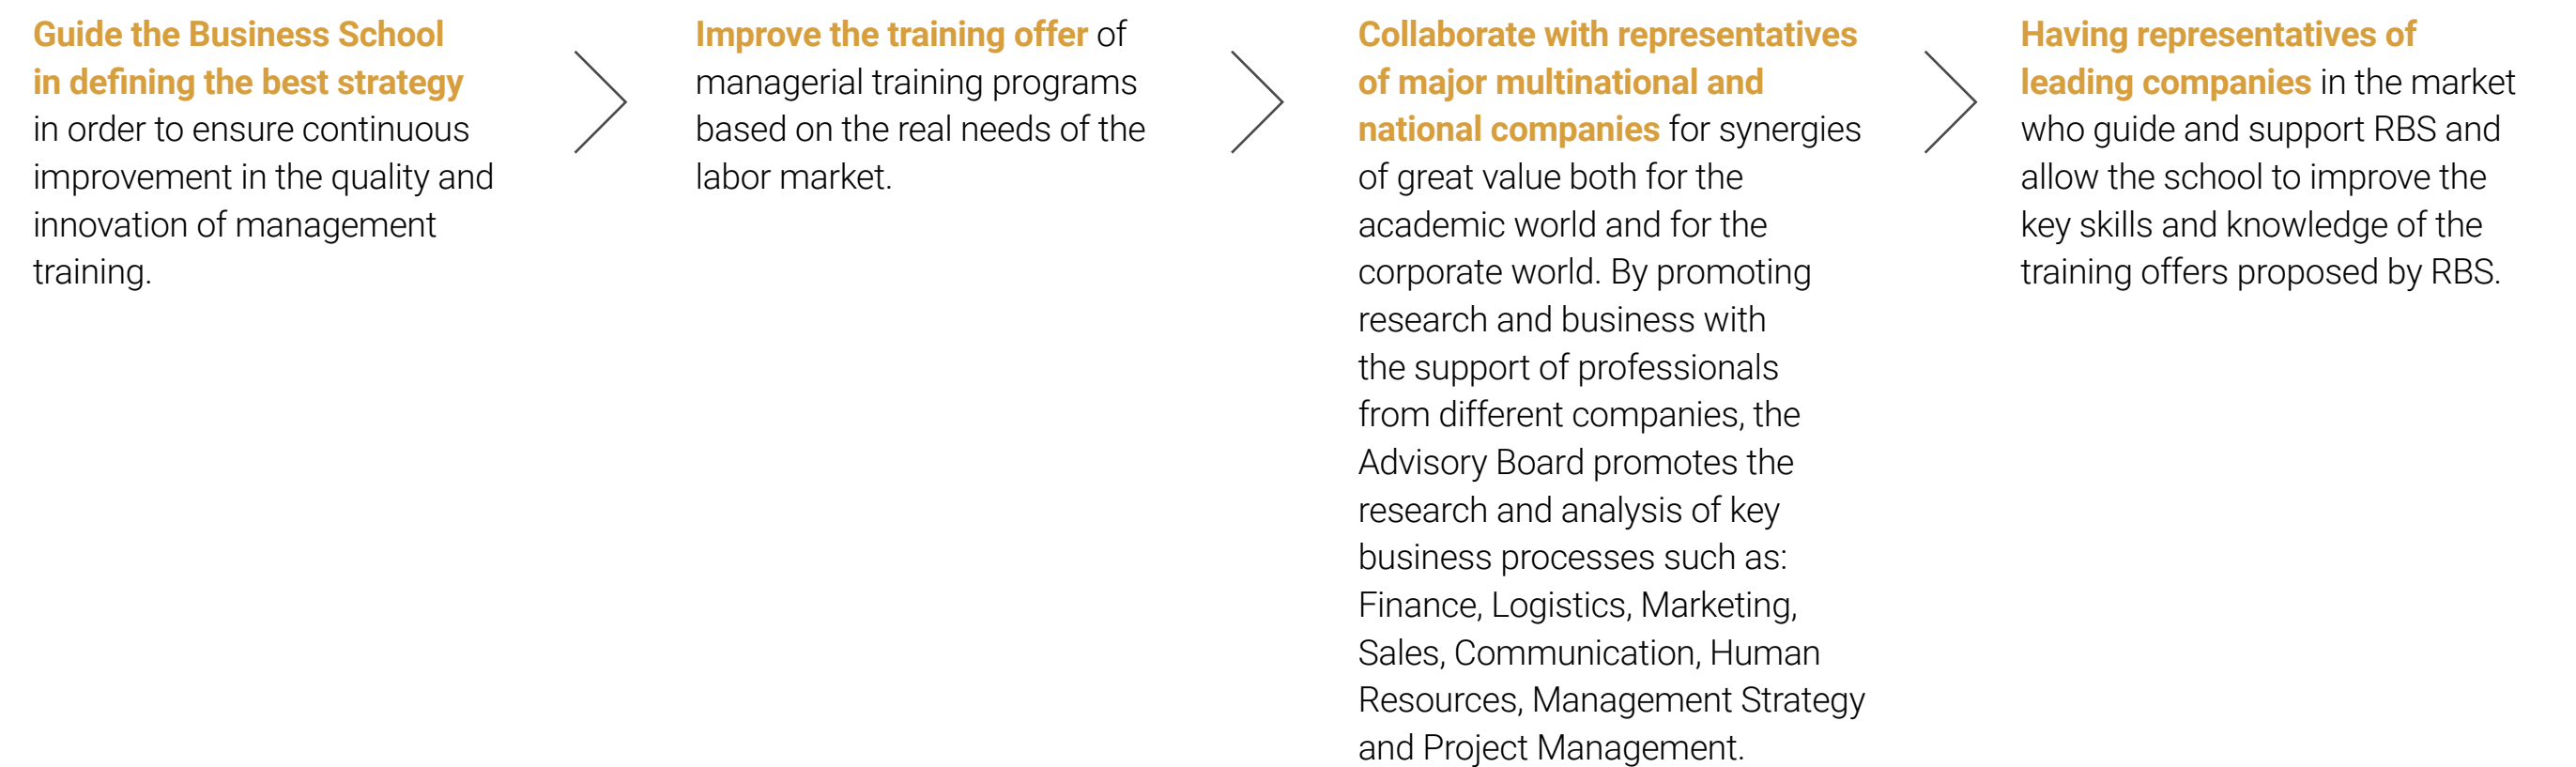 Guide the Business School
in defining the best strategy
in order to ensure continuous
improvement in the quality and
innovation of management
training.
Improve the training offer of
managerial training programs
based on the real needs of the
labor market.
Collaborate with representatives
of major multinational and
national companies for synergies
of great value both for the
academic world and for the
corporate world. By promoting
research and business with
the support of professionals
from different companies, the
Advisory Board promotes the
research and analysis of key
business processes such as:
Finance, Logistics, Marketing,
Sales, Communication, Human
Resources, Management Strategy
and Project Management.
Having representatives of
leading companies in the market
who guide and support RBS and
allow the school to improve the
key skills and knowledge of the
training offers proposed by RBS.